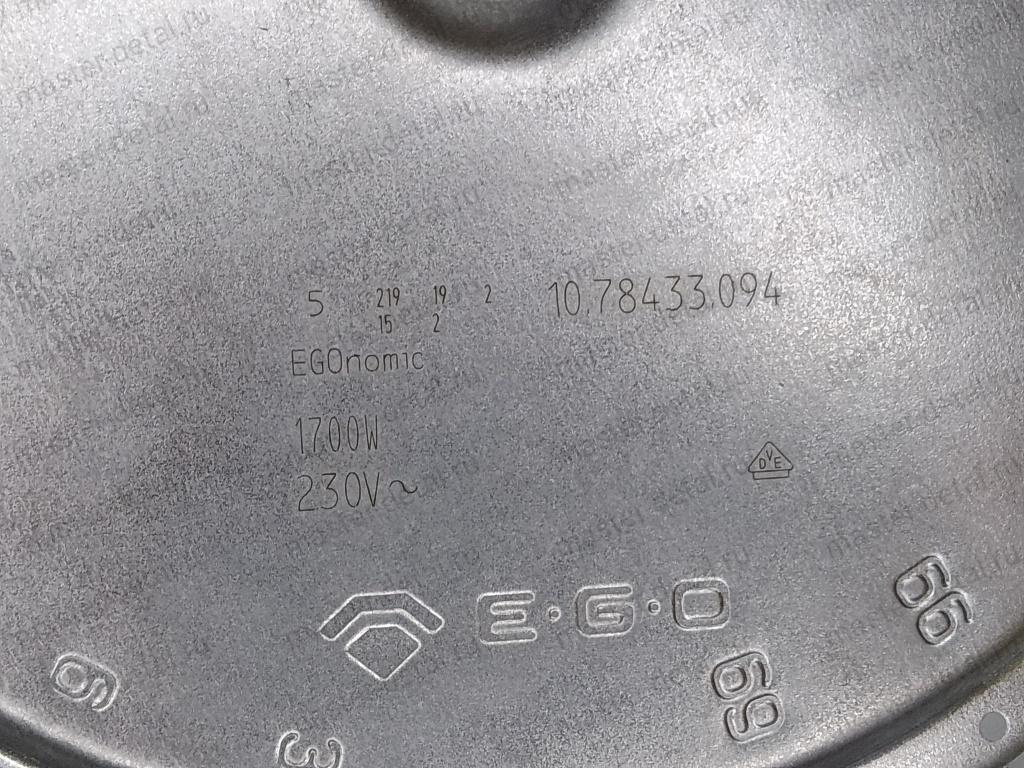 5 219 19 2 10.78433.094
15 2
EGOnomic
1700W
230V~
DVE
E·G·O
66
69
9
3
master-detal.ru